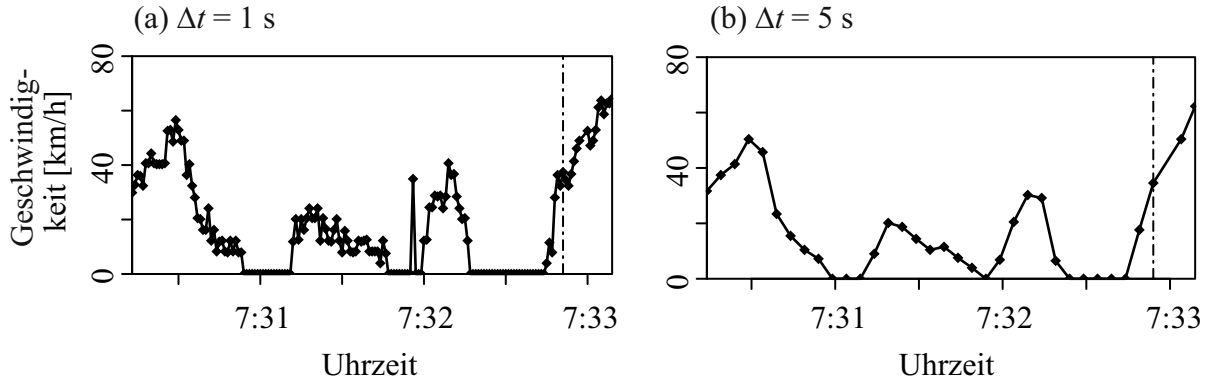 (a) Δt = 1 s
(b) Δt = 5 s
Geschwindig-
keit [km/h]
80
40
0
7:31
7:32
7:33
Uhrzeit
80
40
0
7:31
7:32
7:33
Uhrzeit